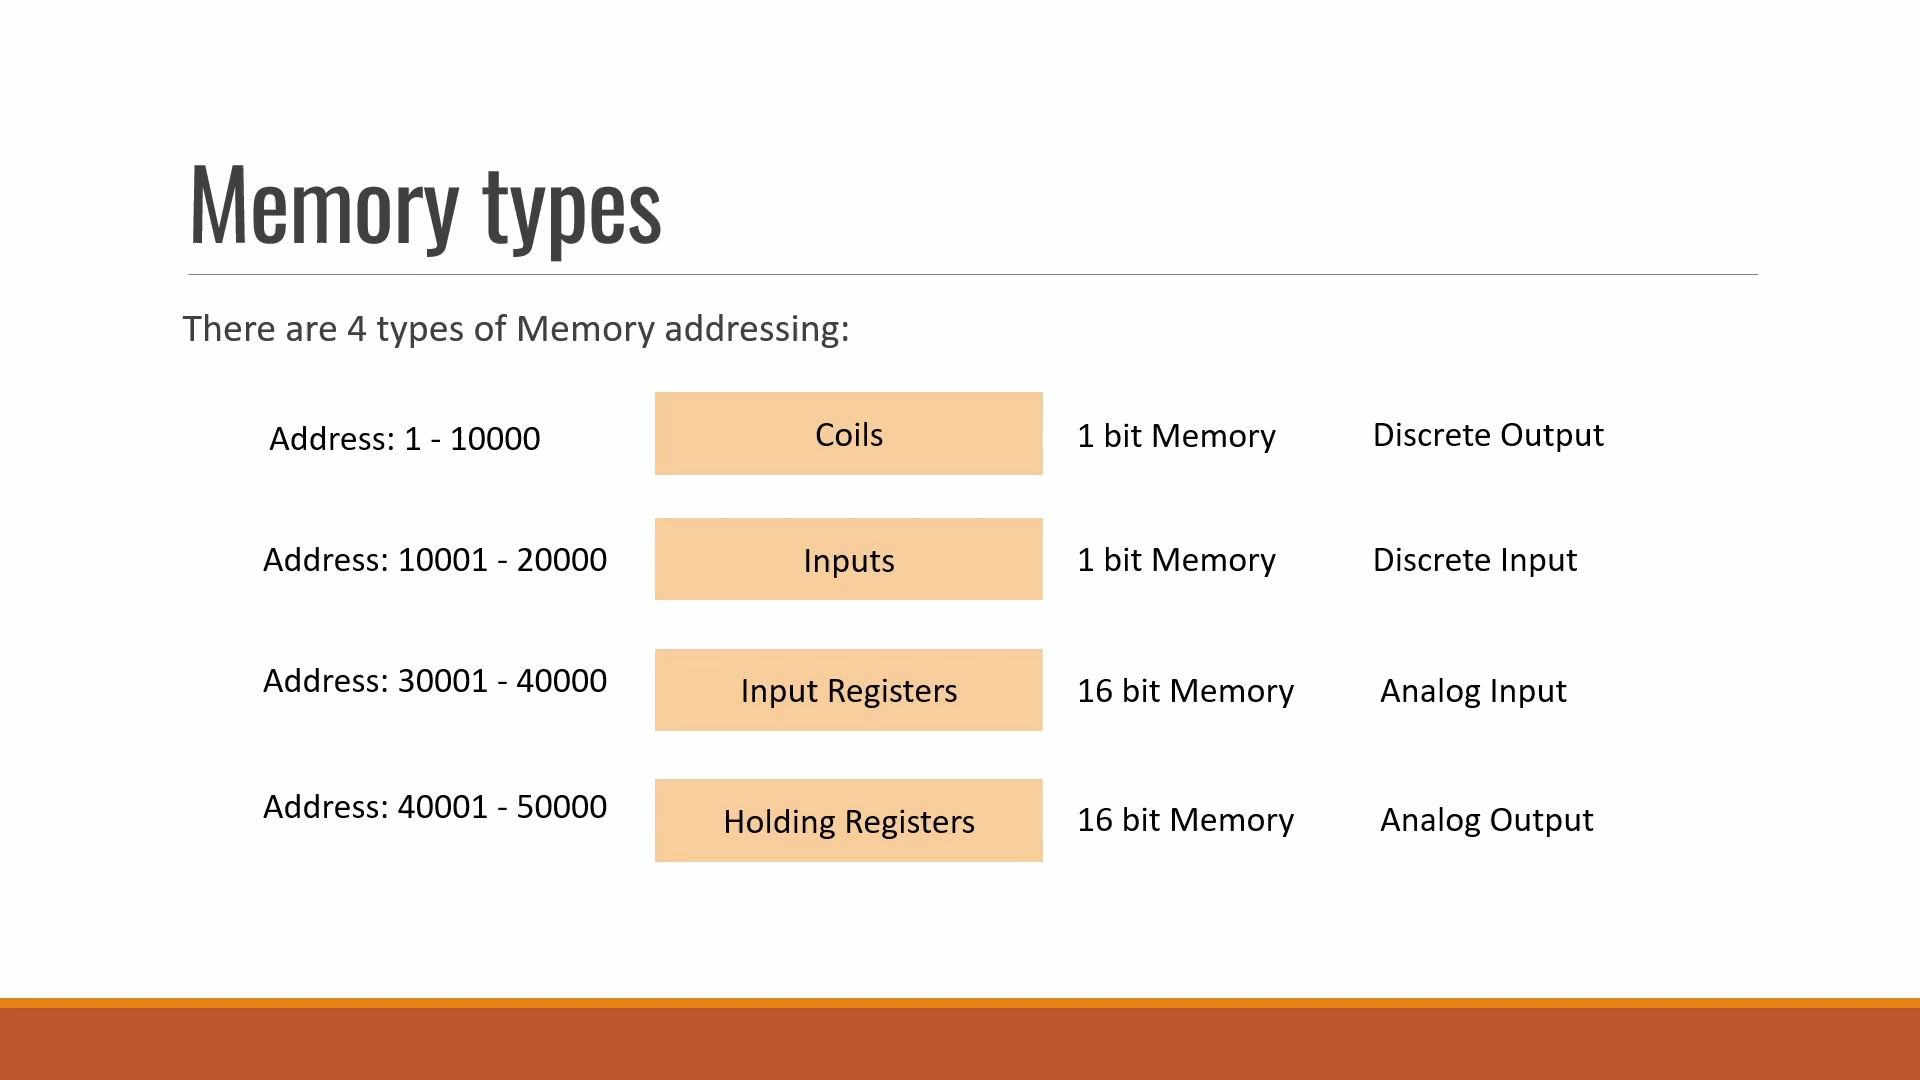 Memory types
There are 4 types of Memory addressing:
Address: 1 - 10000 Coils 1 bit Memory Discrete Output
Address: 10001 - 20000 Inputs 1 bit Memory Discrete Input
Address: 30001 - 40000 Input Registers 16 bit Memory Analog Input
Address: 40001 - 50000 Holding Registers 16 bit Memory Analog Output